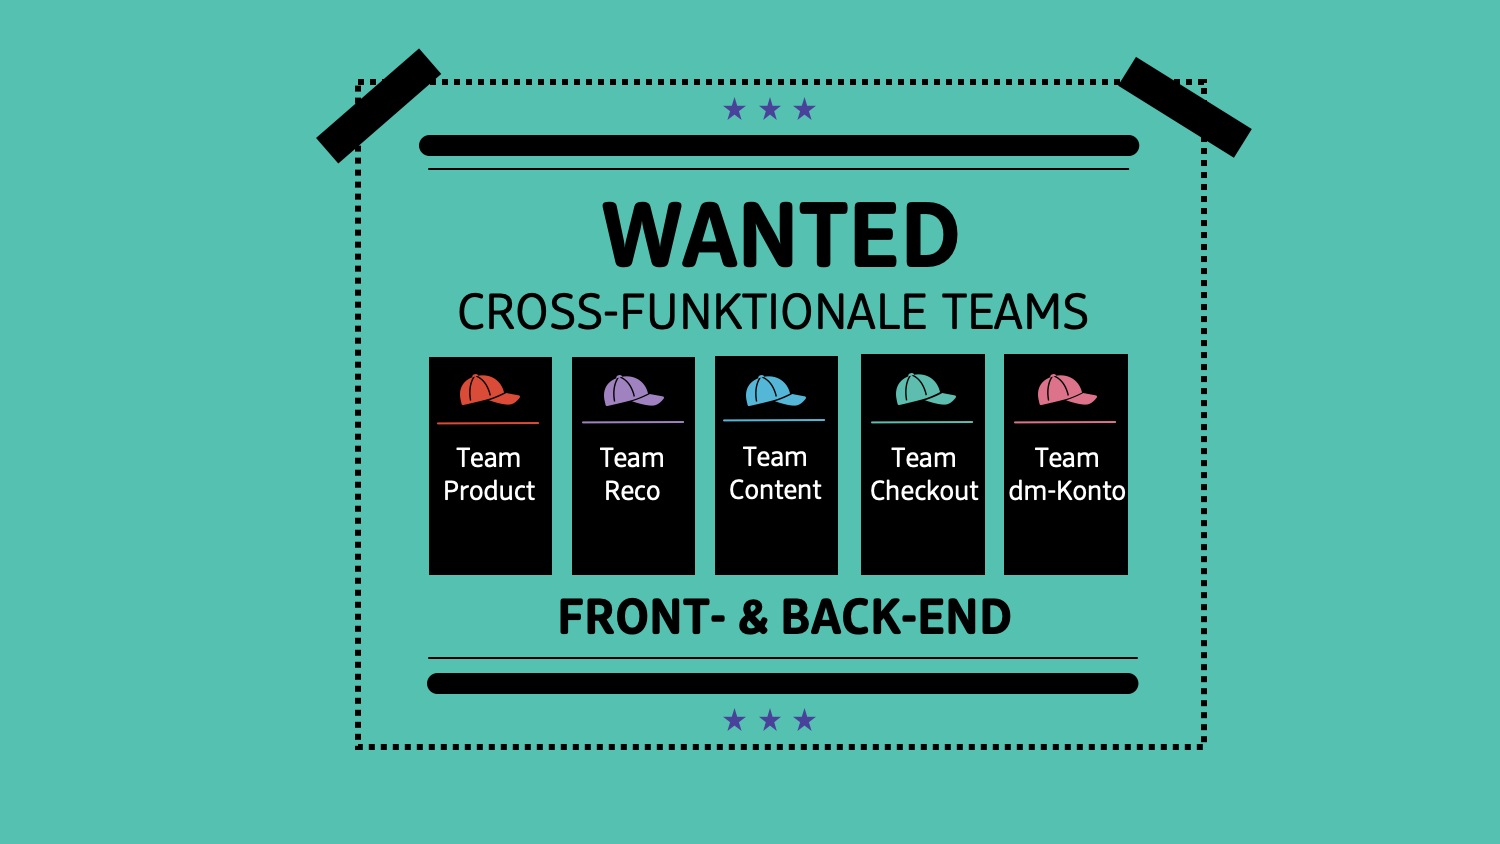 WANTED
CROSS-FUNKTIONALE TEAMS
Team
Product
Team
Reco
Team
Content
Team
Checkout
Team
dm-Konto
FRONT- & BACK-END